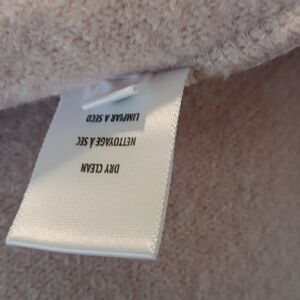 DRY CLEAN
NETTOYAGE À SEC
LIMPIAR A SECO